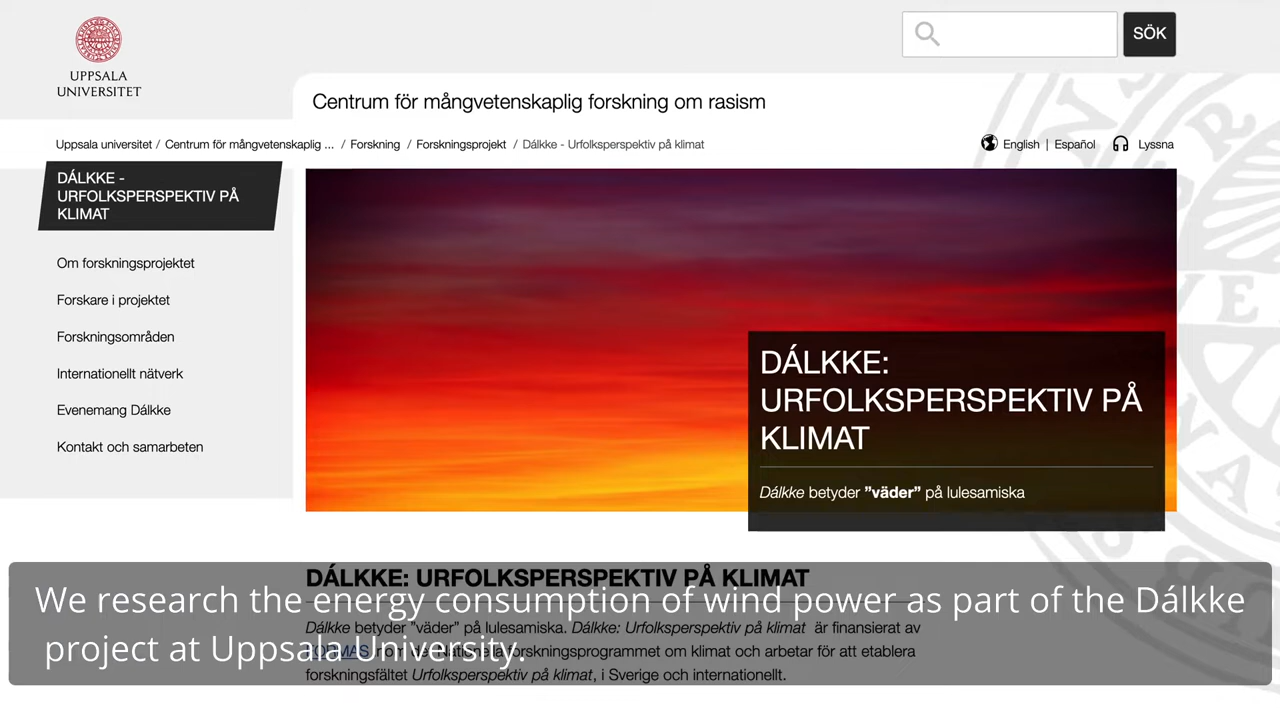 UPPSALA
UNIVERSITET
SÖK
Centrum för mångvetenskaplig forskning om rasism
Uppsala universitet / Centrum för mångvetenskaplig ... / Forskning / Forskningsprojekt / Dálkke - Urfolksperspektiv på klimat
English | Español Lyssna
DÁLKKE -
URFOLKSPERSPEKTIV PÅ
KLIMAT
Om forskningsprojektet
Forskare i projektet
Forskningsområden
Internationellt nätverk
Evenemang Dálkke
Kontakt och samarbeten
DÁLKKE:
URFOLKSPERSPEKTIV PÅ
KLIMAT
Dálkke betyder ”väder” på lulesamiska
DÁLKKE: URFOLKSPERSPEKTIV PÅ KLIMAT
Dálkke betyder ”väder” på lulesamiska. Dálkke: Urfolksperspektiv på klimat är finansierat av
forskningsprogrammet om klimat och arbetar för att etablera
forskningsfältet Urfolksperspektiv på klimat, i Sverige och internationellt.
We research the energy consumption of wind power as part of the Dálkke
project at Uppsala University.